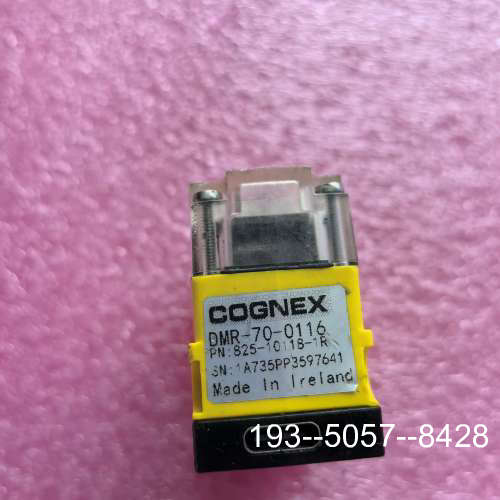 COGNEX
DMR-70-0116
PN:825-10118-1R
SN:1A735PP3597641
Made In Ireland
193--5057--8428